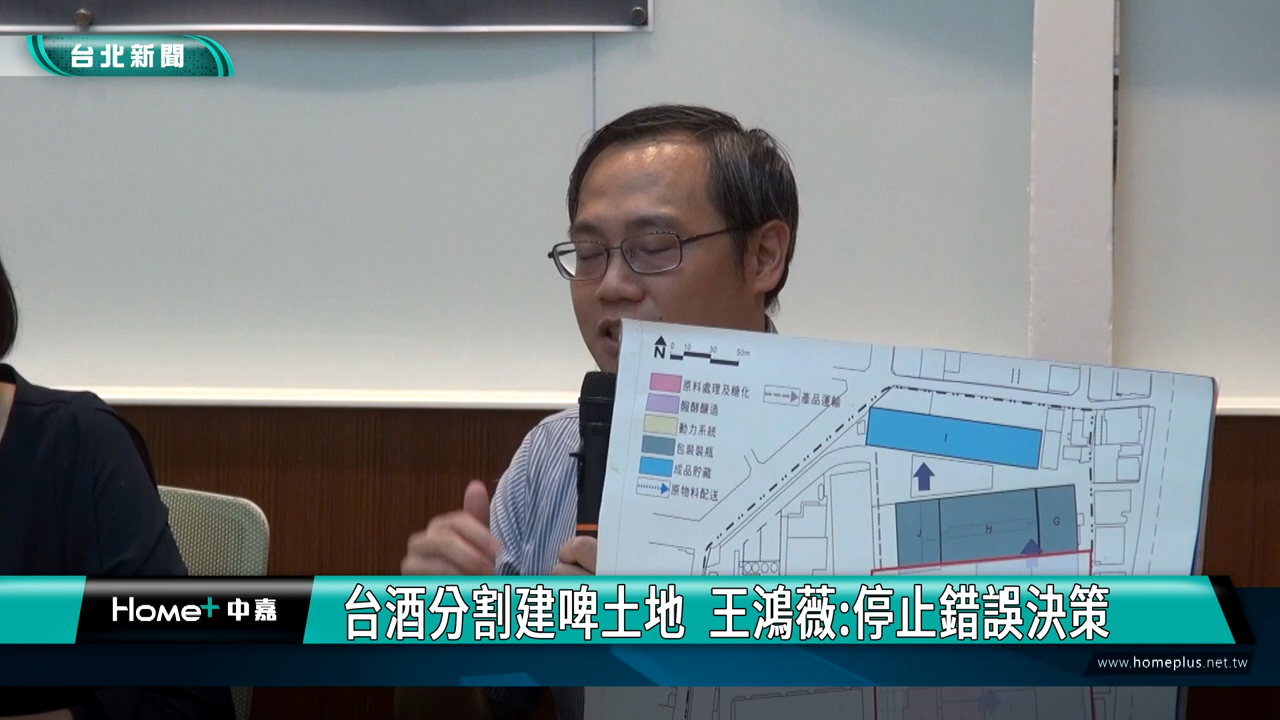 台北新聞
N 0 10 30 50m
原料處理及糖化
產品運輸
醱酵釀造
動力系統
包裝裝瓶
成品貯藏
原物料配送
I
J H G
Home+中嘉
台酒分割建啤土地 王鴻薇:停止錯誤決策
www.homeplus.net.tw